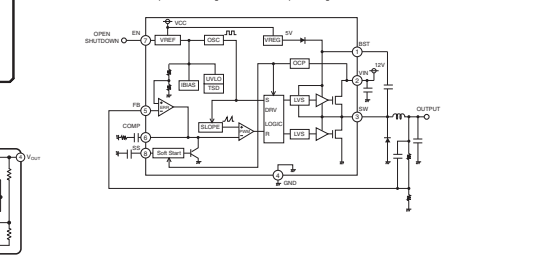 VCC
OPEN
SHUTDOWN
EN
7
VREF
OSC
VREG
5V
1
BST
OCP
12V
VIN
2
IBIAS
UVLO
TSD
FB
5
ERR
S
DRV
LOGIC
R
LVS
LVS
SW
3
OUTPUT
COMP
6
SLOPE
PWM
SS
8
Soft Start
4
GND
4
VOUT